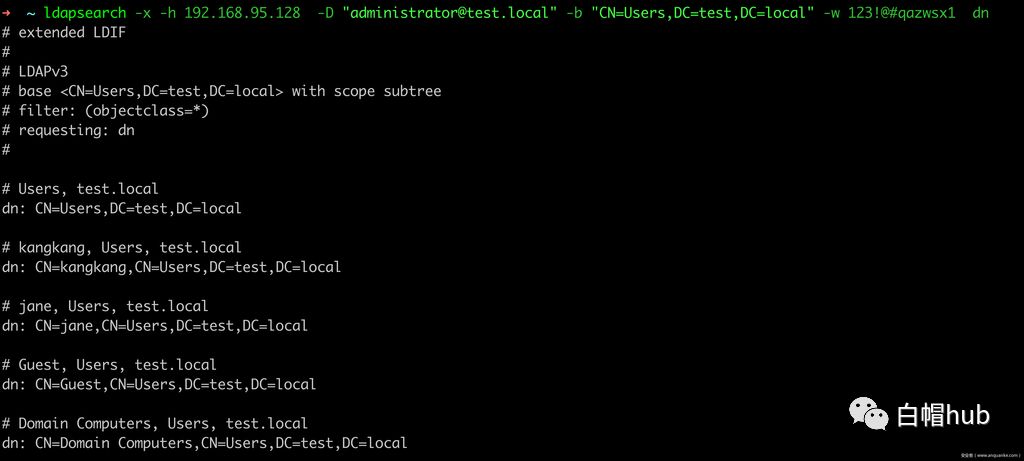 ➜  ~ ldapsearch -x -h 192.168.95.128  -D "administrator@test.local" -b "CN=Users,DC=test,DC=local" -w 123!@#qazwsx1  dn
# extended LDIF
#
# LDAPv3
# base <CN=Users,DC=test,DC=local> with scope subtree
# filter: (objectclass=*)
# requesting: dn
#
# Users, test.local
dn: CN=Users,DC=test,DC=local
# kangkang, Users, test.local
dn: CN=kangkang,CN=Users,DC=test,DC=local
# jane, Users, test.local
dn: CN=jane,CN=Users,DC=test,DC=local
# Guest, Users, test.local
dn: CN=Guest,CN=Users,DC=test,DC=local
# Domain Computers, Users, test.local
dn: CN=Domain Computers,CN=Users,DC=test,DC=local
白帽hub
安全客 ( www.anquanke.com )